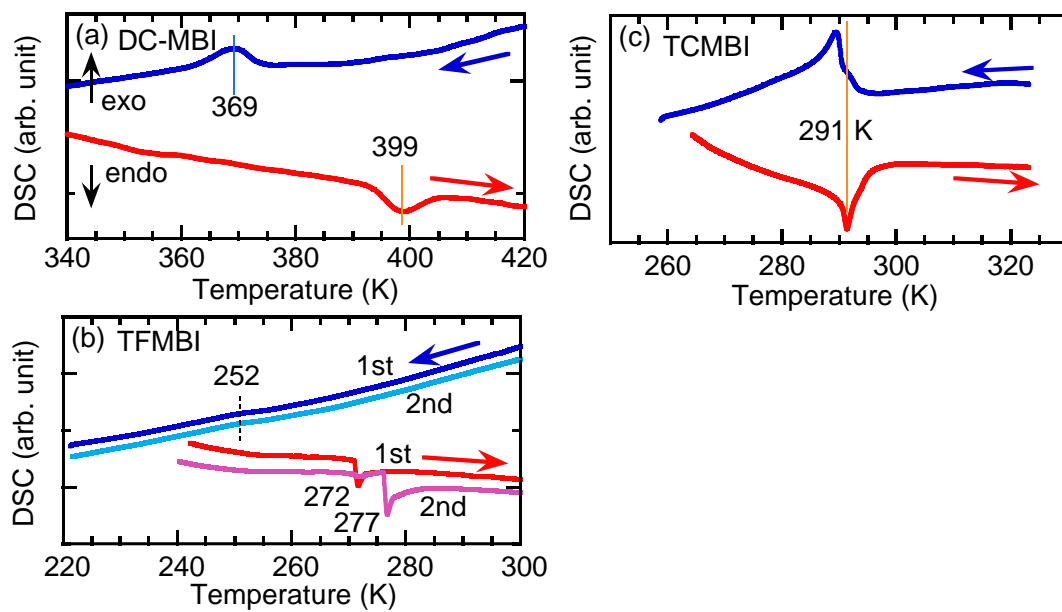 (a) DC-MBI
DSC (arb. unit)
exo
369
399
endo
340 360 380 400 420
Temperature (K)
(c) TCMBI
DSC (arb. unit)
291 K
260 280 300 320
Temperature (K)
(b) TFMBI
DSC (arb. unit)
252
1st
2nd
1st
272
277
2nd
220 240 260 280 300
Temperature (K)